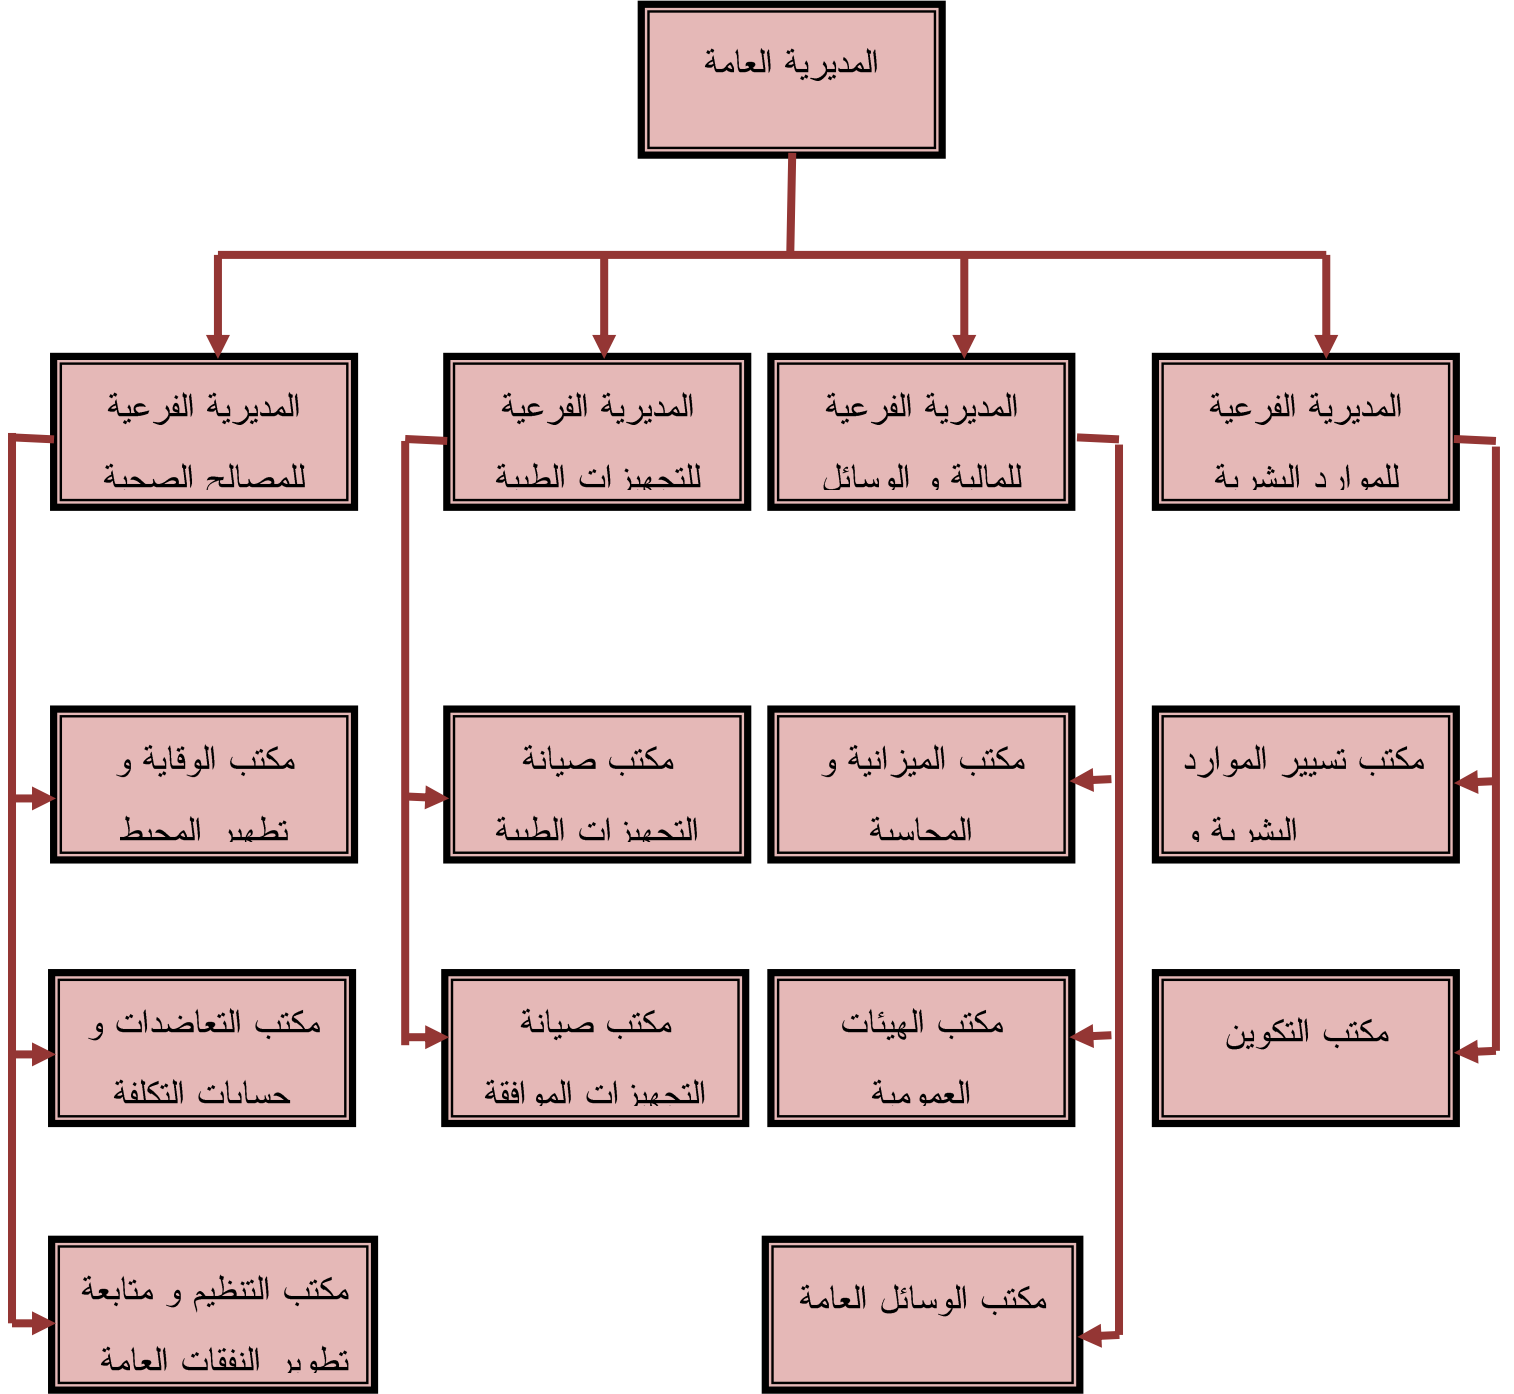 المديرية العامة
المديرية الفرعية
للموارد البشرية
المديرية الفرعية
للمالية و الوسائل
المديرية الفرعية
للتجهيزات الطبية
المديرية الفرعية
للمصالح الصحية
مكتب تسيير الموارد
البشرية و
مكتب الميزانية و
المحاسبة
مكتب صيانة
التجهيزات الطبية
مكتب الوقاية و
تطهير المحيط
مكتب التكوين
مكتب الهيئات
العمومية
مكتب صيانة
التجهيزات الموافقة
مكتب التعاضدات و
حسابات التكلفة
مكتب الوسائل العامة
مكتب التنظيم و متابعة
تطوير النفقات العامة